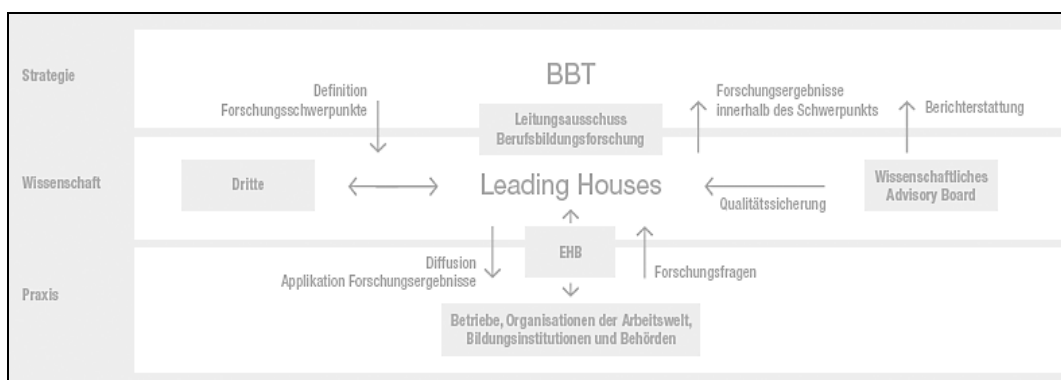 Strategie
BBT
Definition
Forschungsschwerpunkte
Leitungsausschuss
Berufsbildungsforschung
Forschungsergebnisse
innerhalb des Schwerpunkts
Berichterstattung
Wissenschaft
Dritte
Leading Houses
Qualitätssicherung
Wissenschaftliches
Advisory Board
EHB
Diffusion
Applikation Forschungsergebnisse
Forschungsfragen
Praxis
Betriebe, Organisationen der Arbeitswelt,
Bildungsinstitutionen und Behörden